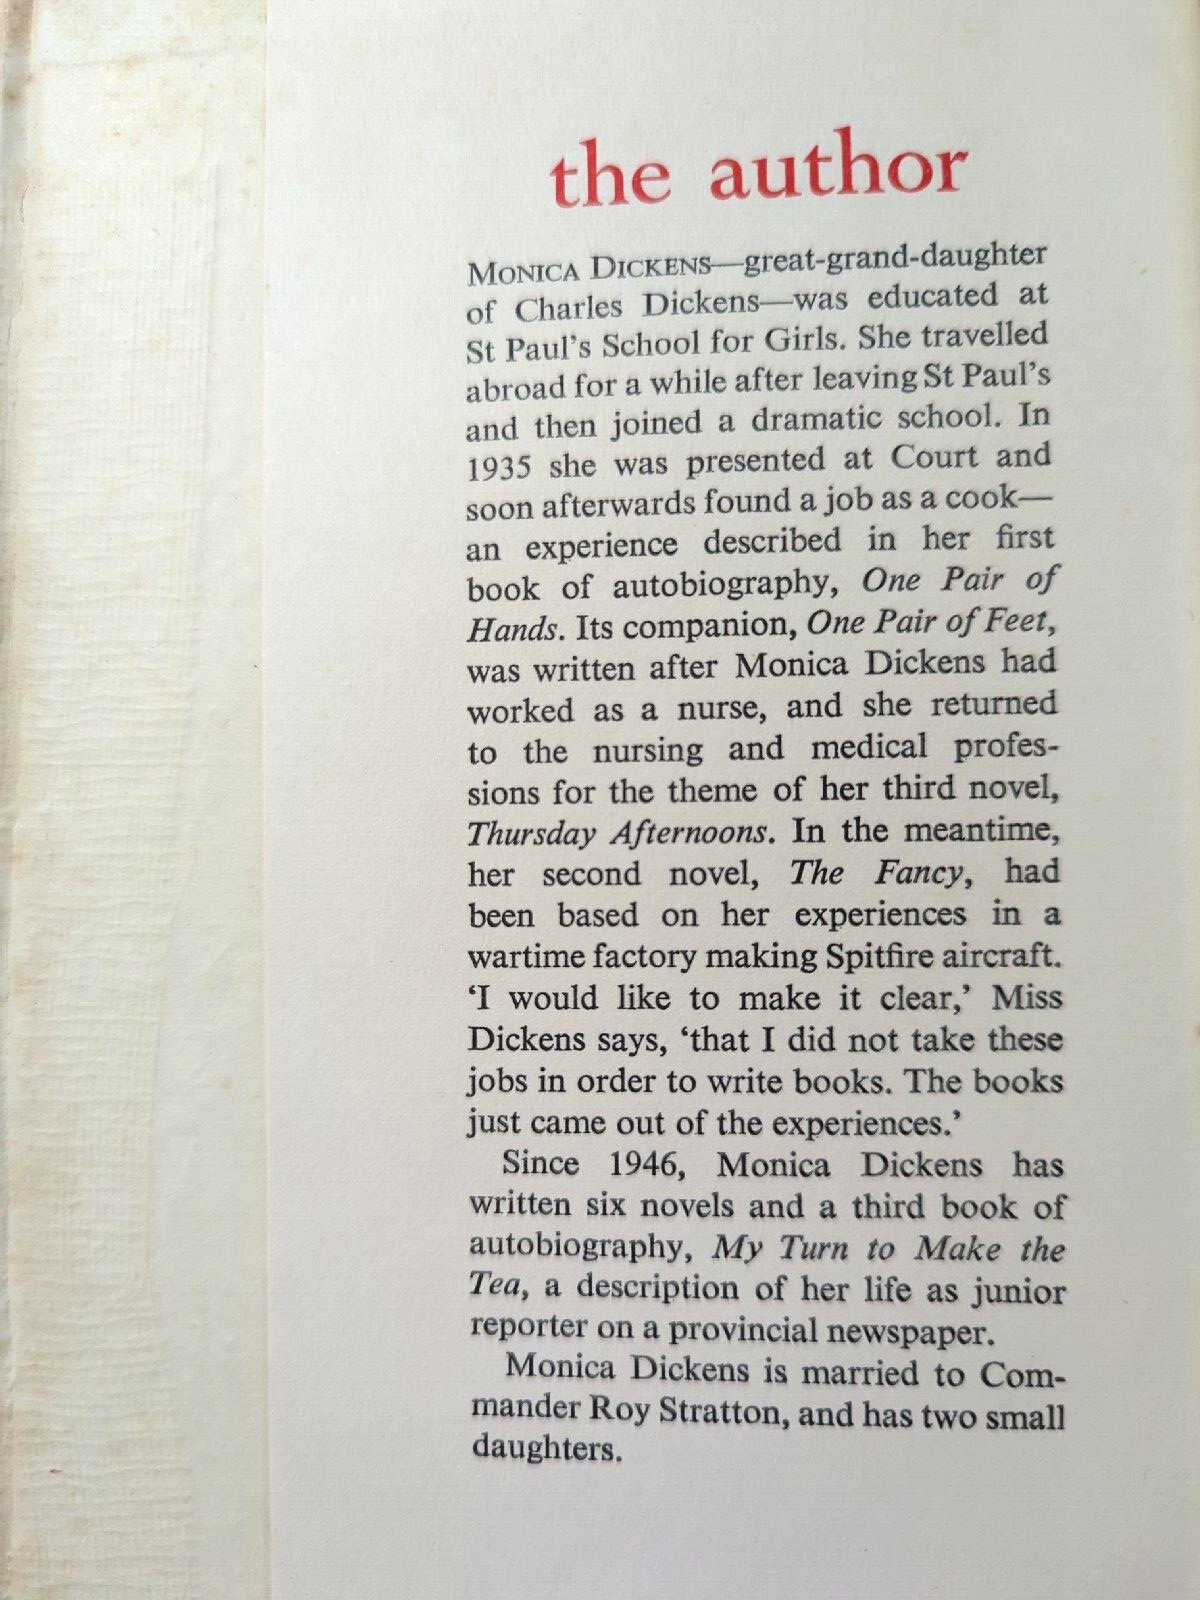 the author
MONICA DICKENS—great-grand-daughter
of Charles Dickens—was educated at
St Paul's School for Girls. She travelled
abroad for a while after leaving St Paul's
and then joined a dramatic school. In
1935 she was presented at Court and
soon afterwards found a job as a cook—
an experience described in her first
book of autobiography, One Pair of
Hands. Its companion, One Pair of Feet,
was written after Monica Dickens had
worked as a nurse, and she returned
to the nursing and medical profes-
sions for the theme of her third novel,
Thursday Afternoons. In the meantime,
her second novel, The Fancy, had
been based on her experiences in a
wartime factory making Spitfire aircraft.
‘I would like to make it clear,’ Miss
Dickens says, ‘that I did not take these
jobs in order to write books. The books
just came out of the experiences.’
Since 1946, Monica Dickens has
written six novels and a third book of
autobiography, My Turn to Make the
Tea, a description of her life as junior
reporter on a provincial newspaper.
Monica Dickens is married to Com-
mander Roy Stratton, and has two small
daughters.